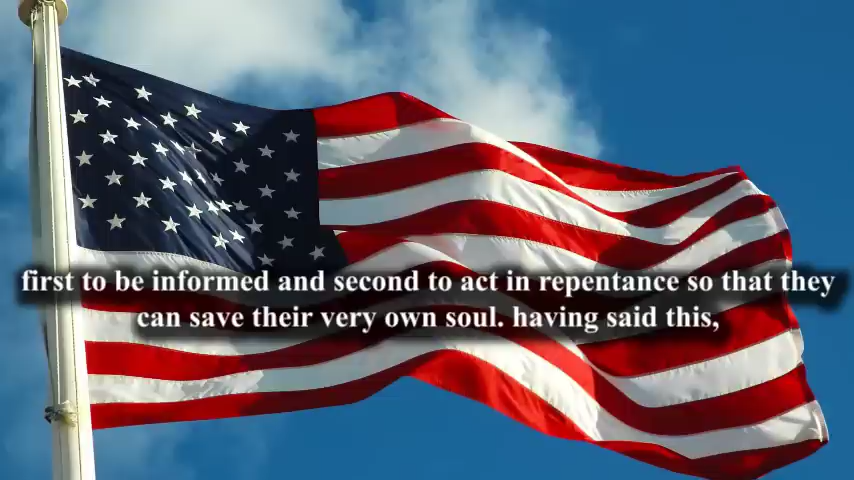 first to be informed and second to act in repentance so that they
can save their very own soul. having said this,